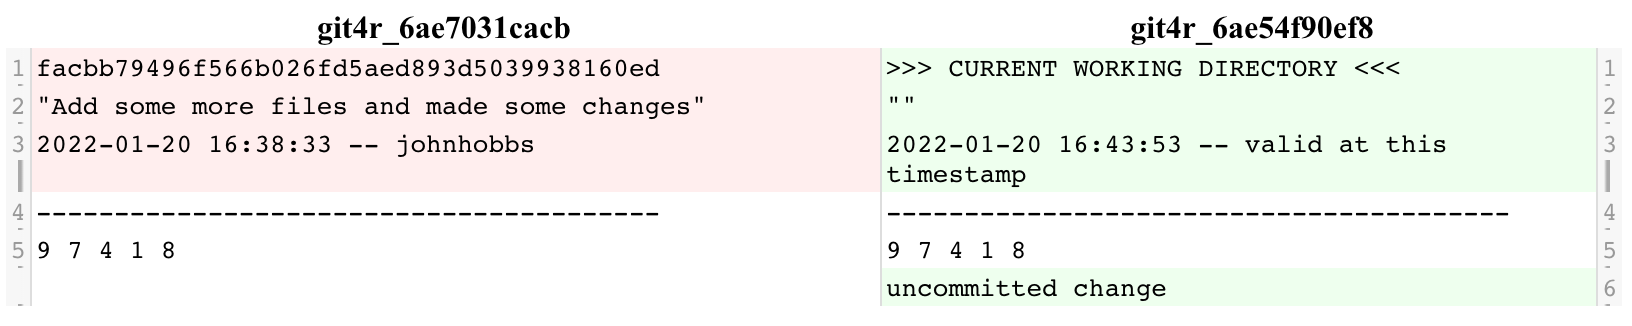 git4r_6ae7031cacb
1 facbb79496f566b026fd5aed893d5039938160ed
2 "Add some more files and made some changes"
3 2022-01-20 16:38:33 -- johnhobbs
4 ----------------------------------------
5 9 7 4 1 8
git4r_6ae54f90ef8
>>> CURRENT WORKING DIRECTORY <<< 1
"" 2
2022-01-20 16:43:53 -- valid at this 3
timestamp
---------------------------------------- 4
9 7 4 1 8 5
uncommitted change 6